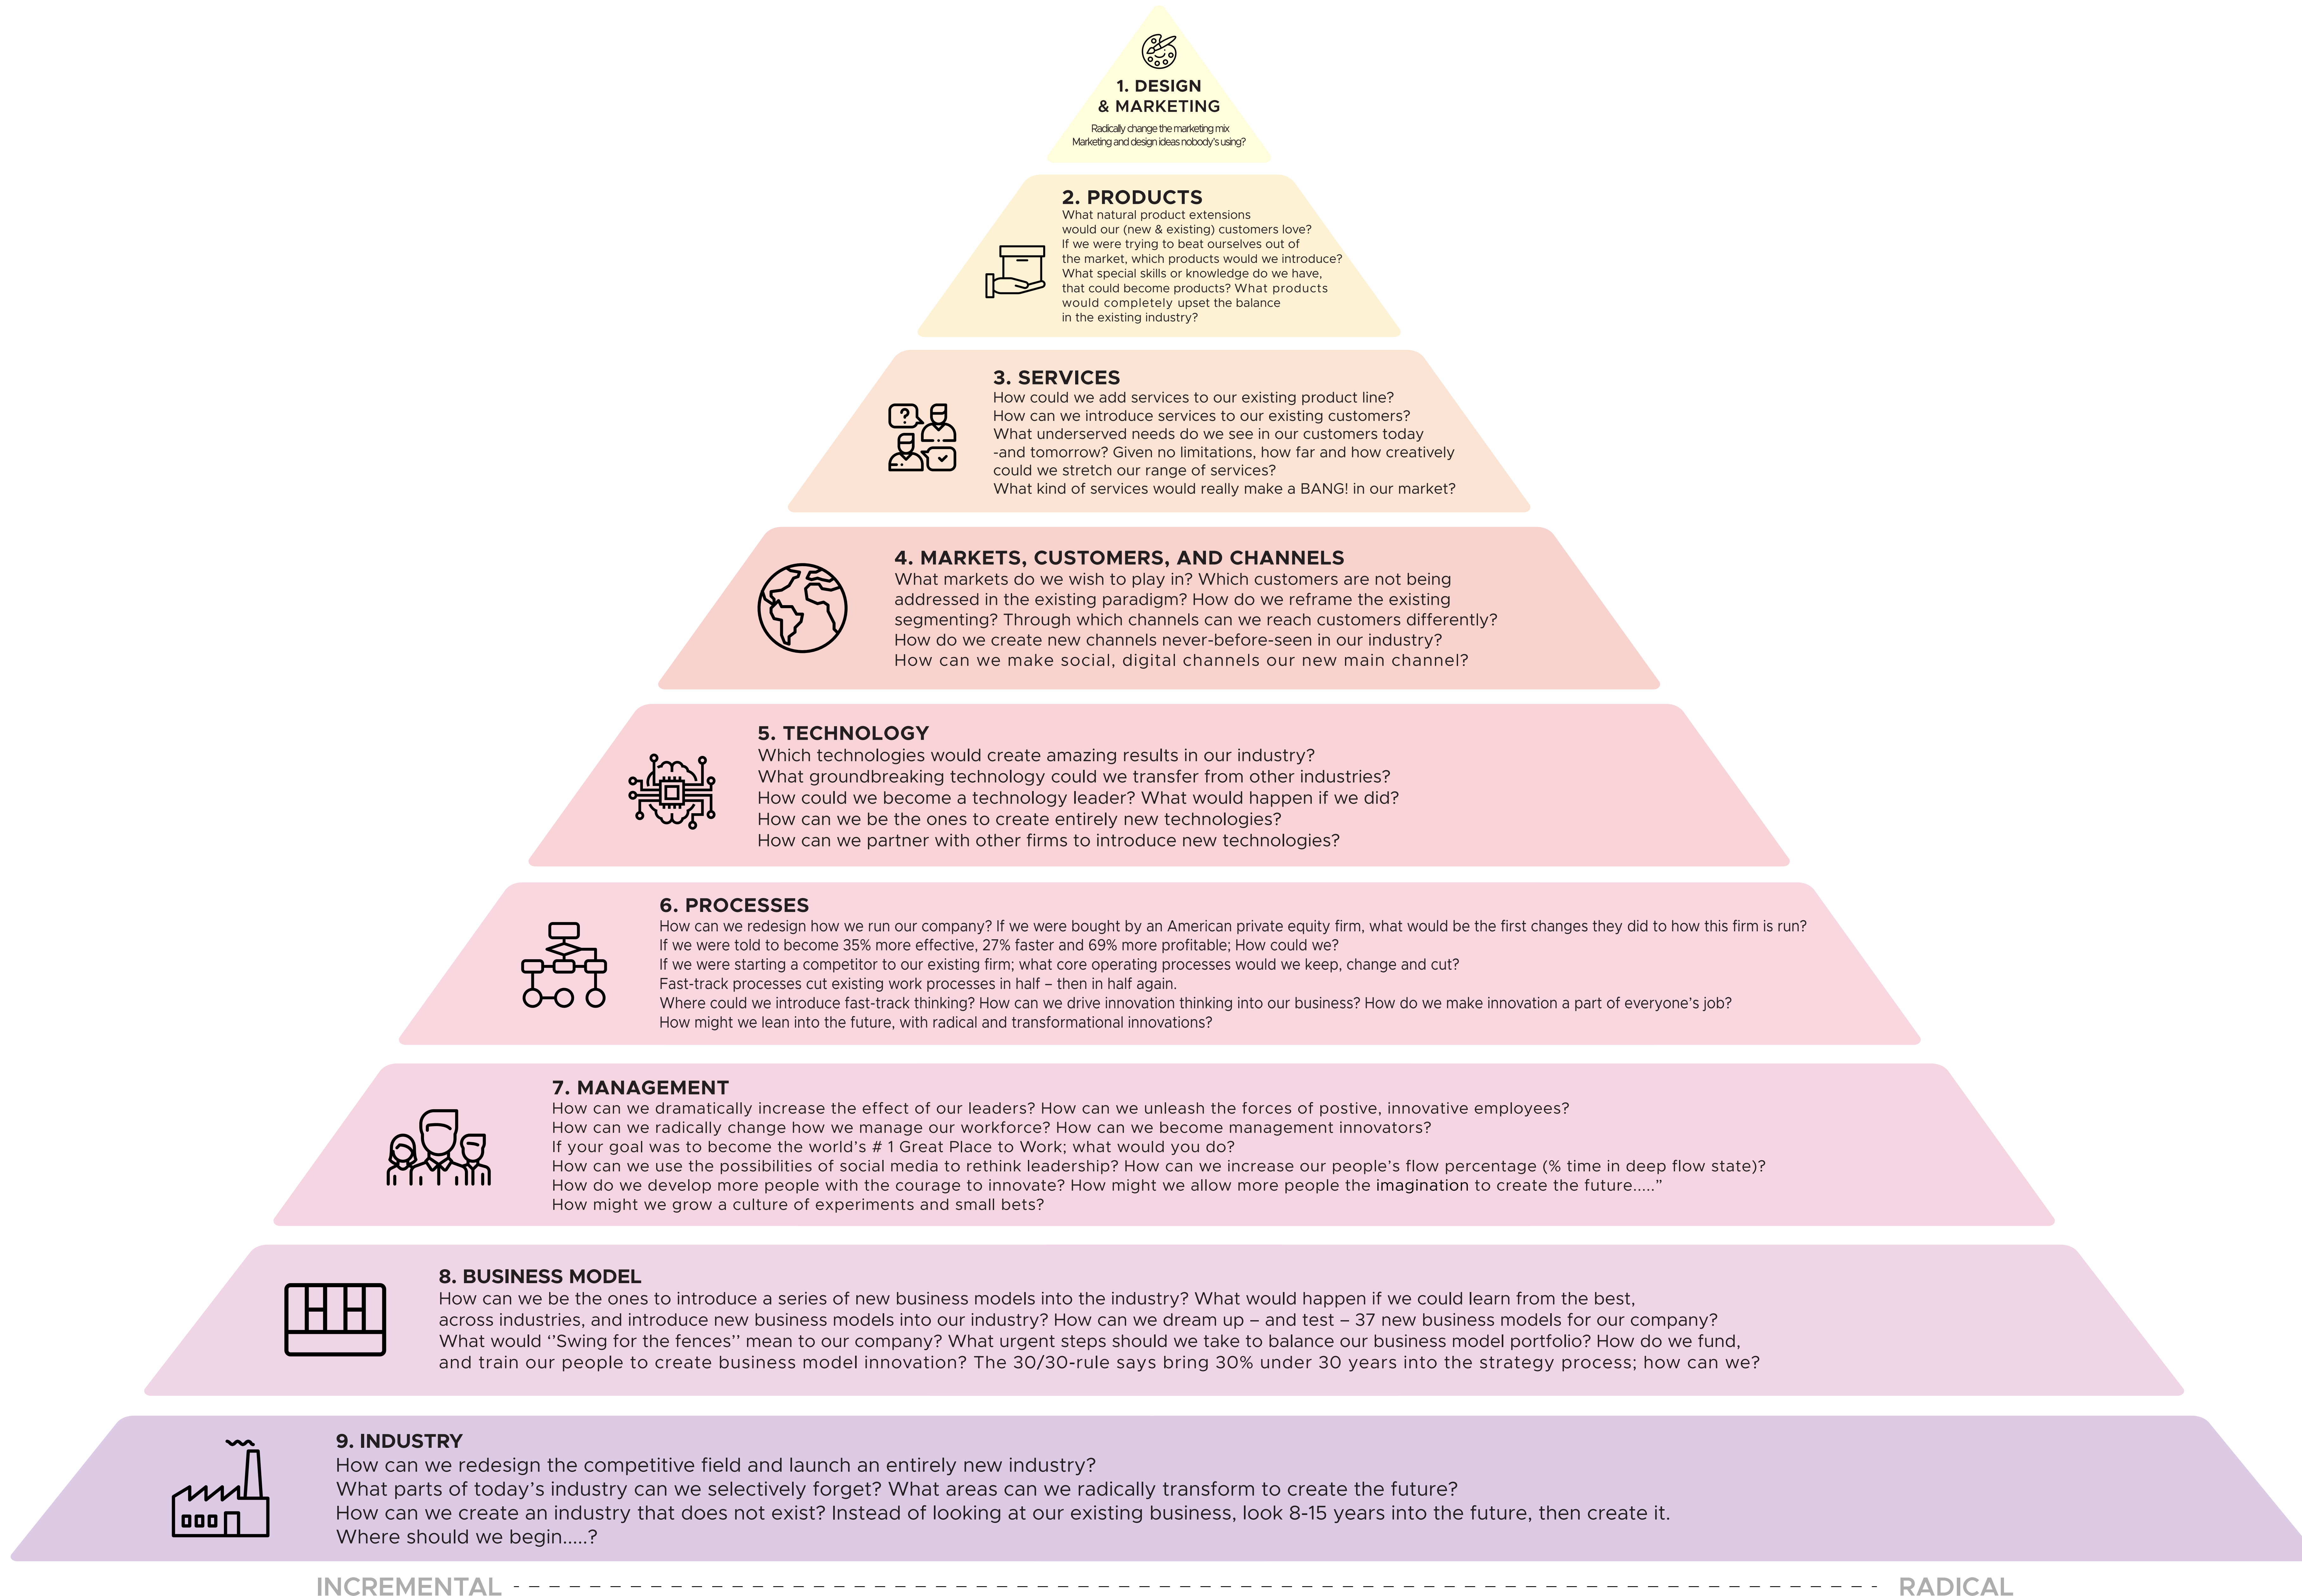 1. DESIGN
& MARKETING
Radically change the marketing mix
Marketing and design ideas nobody's using?
2. PRODUCTS
What natural product extensions
would our (new & existing) customers love?
If we were trying to beat ourselves out of
the market, which products would we introduce?
What special skills or knowledge do we have,
that could become products? What products
would completely upset the balance
in the existing industry?
3. SERVICES
How could we add services to our existing product line?
How can we introduce services to our existing customers?
What underserved needs do we see in our customers today
-and tomorrow? Given no limitations, how far and how creatively
could we stretch our range of services?
What kind of services would really make a BANG! in our market?
4. MARKETS, CUSTOMERS, AND CHANNELS
What markets do we wish to play in? Which customers are not being
addressed in the existing paradigm? How do we reframe the existing
segmenting? Through which channels can we reach customers differently?
How do we create new channels never-before-seen in our industry?
How can we make social, digital channels our new main channel?
5. TECHNOLOGY
Which technologies would create amazing results in our industry?
What groundbreaking technology could we transfer from other industries?
How could we become a technology leader? What would happen if we did?
How can we be the ones to create entirely new technologies?
How can we partner with other firms to introduce new technologies?
6. PROCESSES
How can we redesign how we run our company? If we were bought by an American private equity firm, what would be the first changes they did to how this firm is run?
If we were told to become 35% more effective, 27% faster and 69% more profitable; How could we?
If we were starting a competitor to our existing firm; what core operating processes would we keep, change and cut?
Fast-track processes cut existing work processes in half – then in half again.
Where could we introduce fast-track thinking? How can we drive innovation thinking into our business? How do we make innovation a part of everyone's job?
How might we lean into the future, with radical and transformational innovations?
7. MANAGEMENT
How can we dramatically increase the effect of our leaders? How can we unleash the forces of postive, innovative employees?
How can we radically change how we manage our workforce? How can we become management innovators?
If your goal was to become the world's # 1 Great Place to Work; what would you do?
How can we use the possibilities of social media to rethink leadership? How can we increase our people's flow percentage (% time in deep flow state)?
How do we develop more people with the courage to innovate? How might we allow more people the imagination to create the future.....”
How might we grow a culture of experiments and small bets?
8. BUSINESS MODEL
How can we be the ones to introduce a series of new business models into the industry? What would happen if we could learn from the best,
across industries, and introduce new business models into our industry? How can we dream up – and test – 37 new business models for our company?
What would ‘’Swing for the fences’’ mean to our company? What urgent steps should we take to balance our business model portfolio? How do we fund,
and train our people to create business model innovation? The 30/30-rule says bring 30% under 30 years into the strategy process; how can we?
9. INDUSTRY
How can we redesign the competitive field and launch an entirely new industry?
What parts of today's industry can we selectively forget? What areas can we radically transform to create the future?
How can we create an industry that does not exist? Instead of looking at our existing business, look 8-15 years into the future, then create it.
Where should we begin.....?
INCREMENTAL
RADICAL